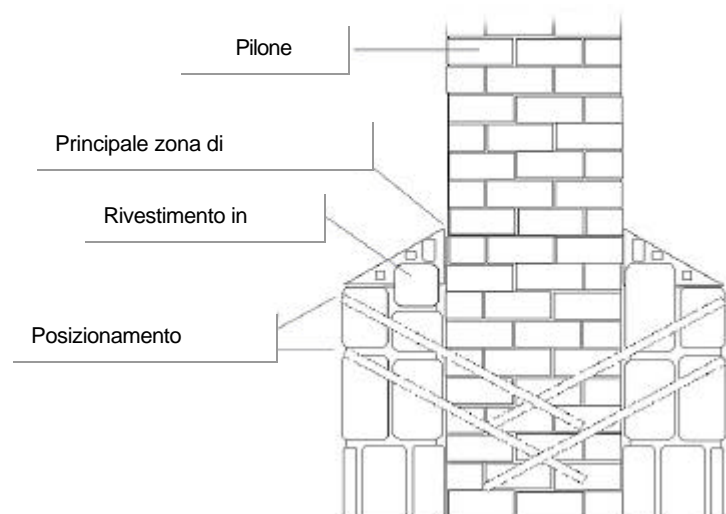 Pilone
Principale zona di
Rivestimento in
Posizionamento